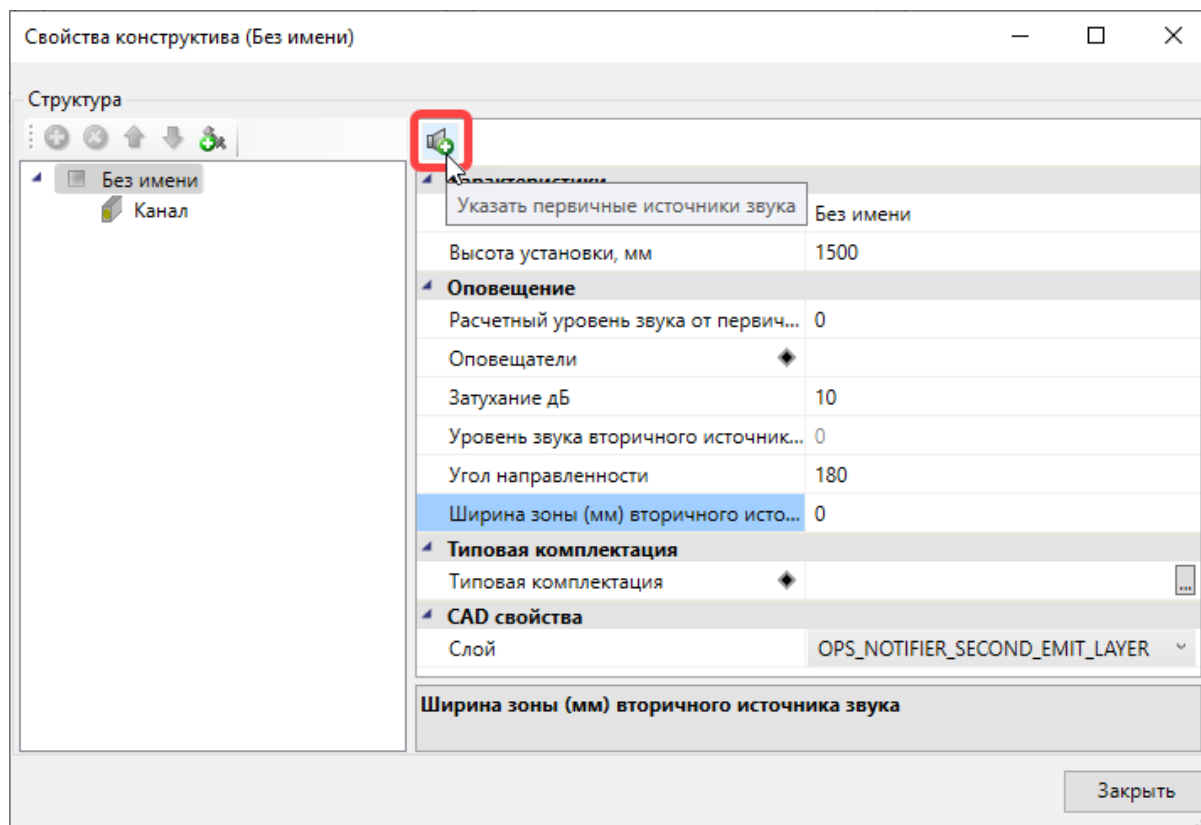 Свойства конструктива (Без имени)
Структура
Без имени
Канал
Характеристики
Указать первичные источники звука
Без имени
Высота установки, мм 1500
Оповещение
Расчетный уровень звука от первич... 0
Оповещатели
Затухание дБ 10
Уровень звука вторичного источник... 0
Угол направленности 180
Ширина зоны (мм) вторичного исто... 0
Типовая комплектация
Типовая комплектация ...
CAD свойства
Слой OPS_NOTIFIER_SECOND_EMIT_LAYER
Ширина зоны (мм) вторичного источника звука
Закрыть